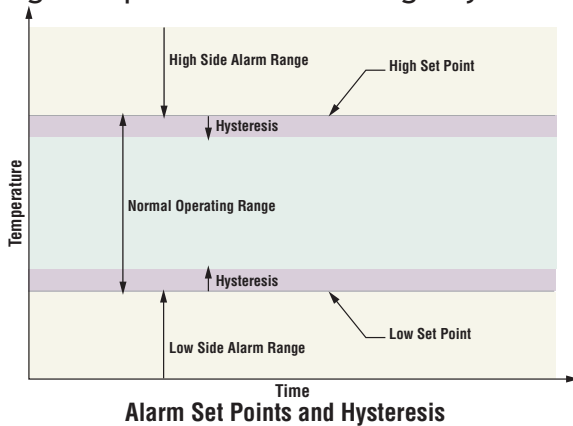 High Side Alarm Range
High Set Point
Hysteresis
Temperature
Normal Operating Range
Hysteresis
Low Set Point
Low Side Alarm Range
Time
Alarm Set Points and Hysteresis